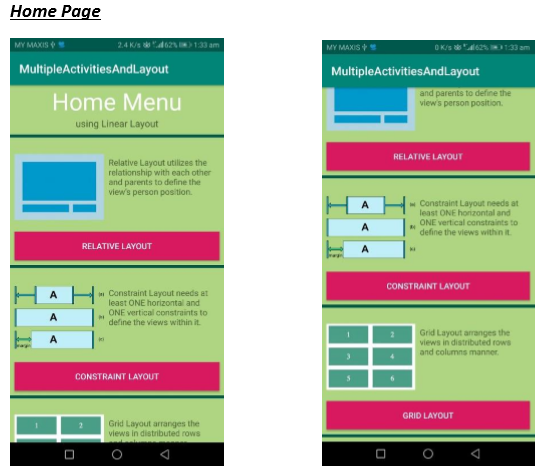 Home Page
MY MAXIS
2.4 K/s 62% 1:33 am
MultipleActivitiesAndLayout
Home Menu
using Linear Layout
Relative Layout utilizes the
relationship with each other
and parents to define the
view's person position.
RELATIVE LAYOUT
A
A
A
Constraint Layout needs at
least ONE horizontal and
ONE vertical constraints to
define the views within it.
CONSTRAINT LAYOUT
1 2
Grid Layout arranges the
views in distributed rows
and columns manner.
MY MAXIS
0 K/s 62% 1:33 am
MultipleActivitiesAndLayout
and parents to define the
view's person position.
RELATIVE LAYOUT
A
A
A
Constraint Layout needs at
least ONE horizontal and
ONE vertical constraints to
define the views within it.
CONSTRAINT LAYOUT
1 2
3 4
5 6
Grid Layout arranges the
views in distributed rows
and columns manner.
GRID LAYOUT